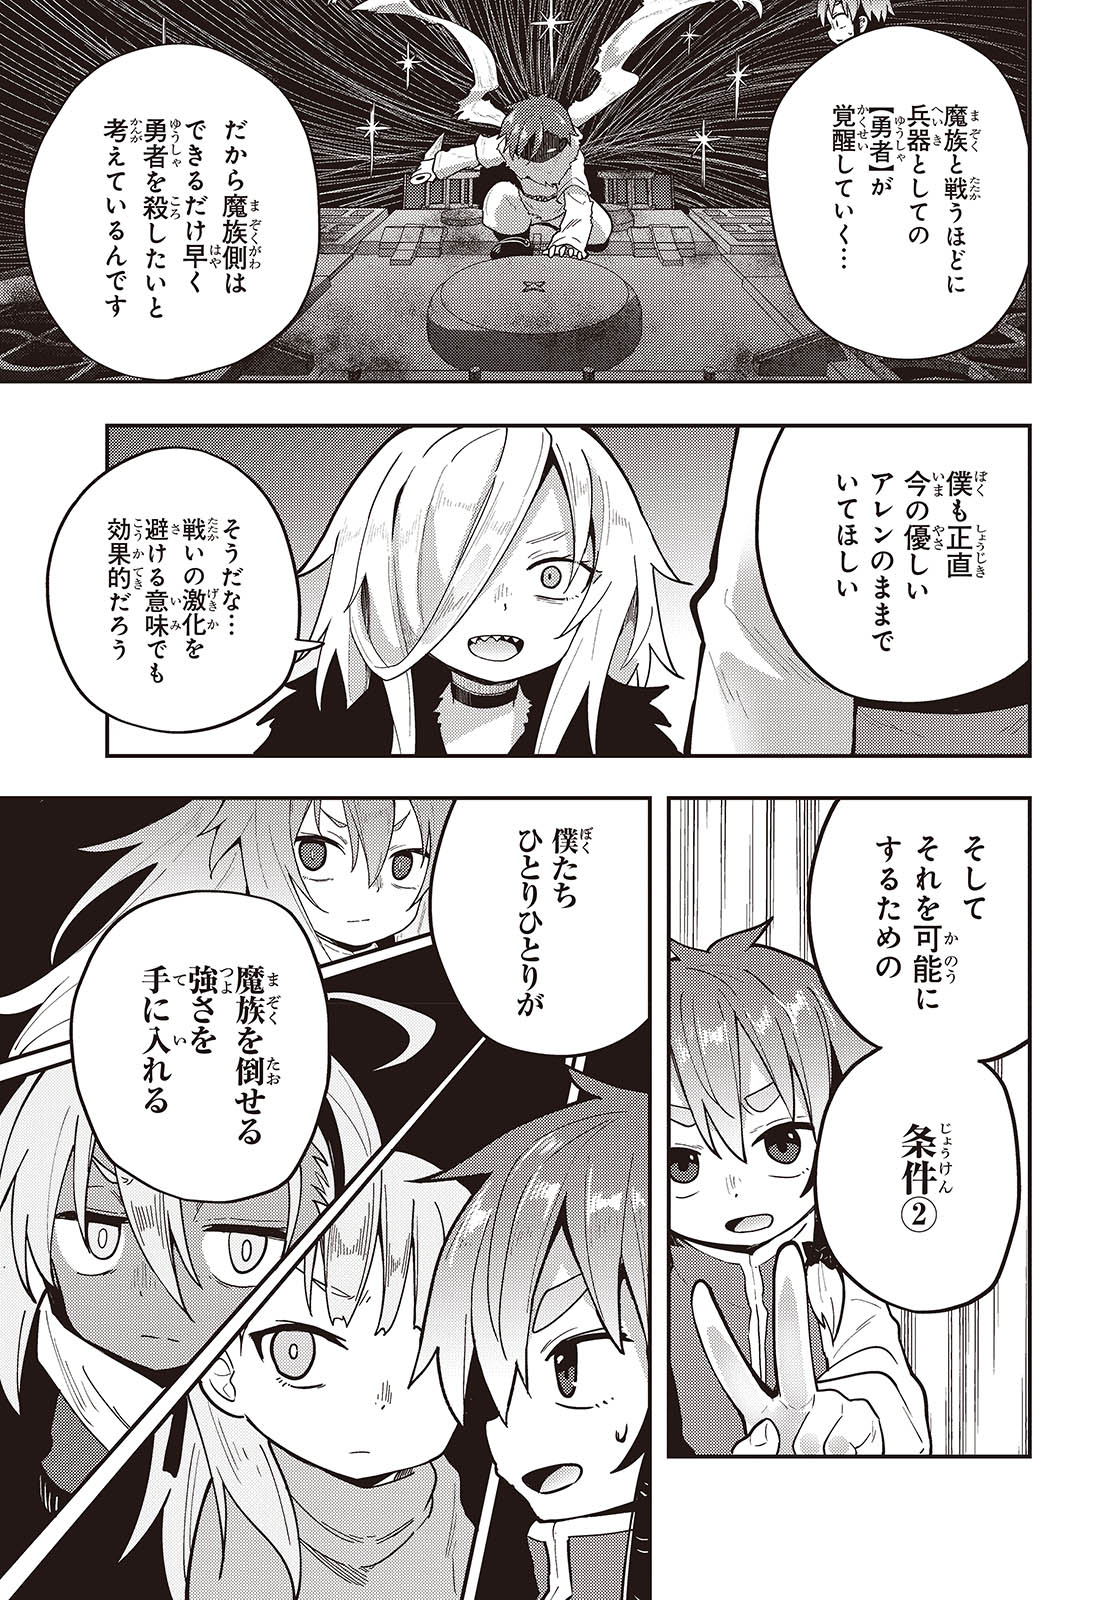 魔族と戦うほどに
兵器としての
【勇者】が
覚醒していく…
だから魔族側は
できるだけ早く
勇者を殺したいと
考えているんです
僕も正直
今の優しい
アレンのままで
いてほしい
そうだな…
戦いの激化を
避ける意味でも
効果的だろう
そして
それを可能に
するための
条件②
僕たち
ひとりひとりが
魔族を倒せる
強さを
手に入れる